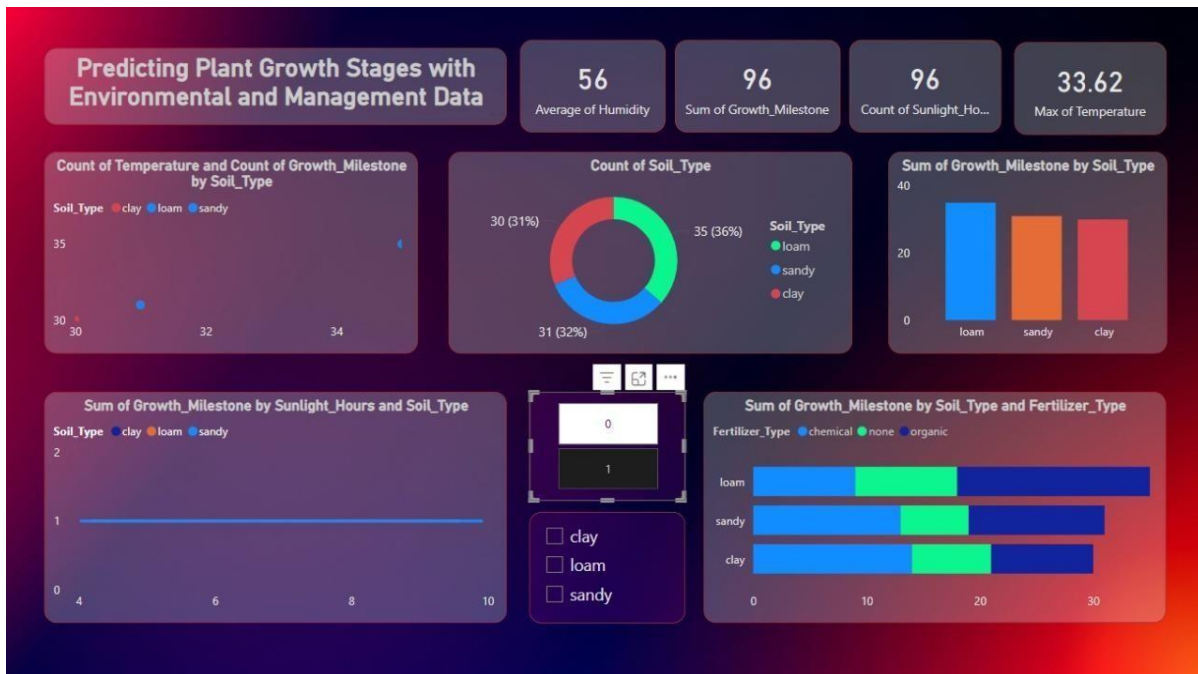 Predicting Plant Growth Stages with
Environmental and Management Data
56
Average of Humidity
96
Sum of Growth_Milestone
96
Count of Sunlight_Ho...
33.62
Max of Temperature
Count of Temperature and Count of Growth_Milestone
by Soil_Type
Soil_Type clay loam sandy
35
30
30 32 34
Count of Soil_Type
30 (31%)
35 (36%)
31 (32%)
Soil_Type
loam
sandy
clay
Sum of Growth_Milestone by Soil_Type
40
20
0
loam sandy clay
Sum of Growth_Milestone by Sunlight_Hours and Soil_Type
Soil_Type clay loam sandy
2
1
0
4 6 8 10
0
1
clay
loam
sandy
Sum of Growth_Milestone by Soil_Type and Fertilizer_Type
Fertilizer_Type chemical none organic
loam
sandy
clay
0 10 20 30